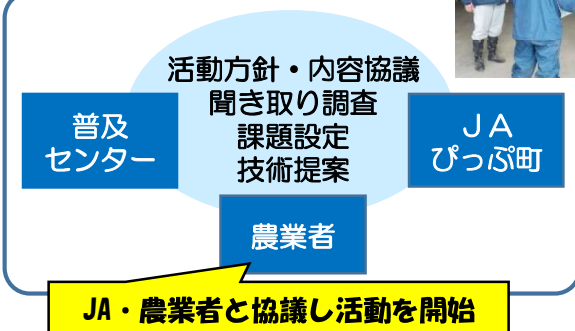 活動方針・内容協議
聞き取り調査
課題設定
技術提案
普及
センター
ＪＡ
ぴっぷ町
農業者
JA・農業者と協議し活動を開始